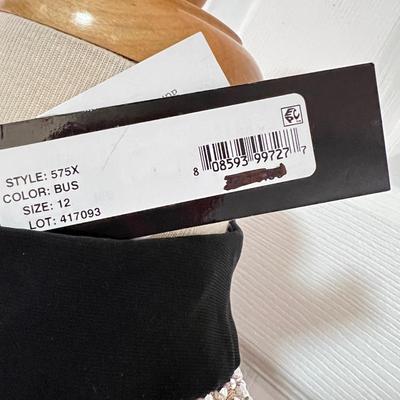 STYLE: 575X
COLOR: BUS
SIZE: 12
LOT: 417093
8 08593 99727 7